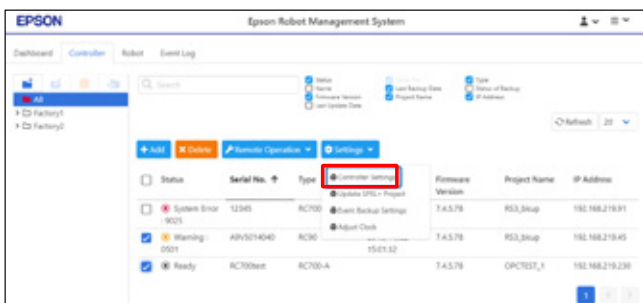 EPSON
Epson Robot Management System
Dashboard Controller Robot Event Log
Search
Status
Name
Firmware Version
Last Update Date
Last Backup Date
Project Name
Type
Status of Backup
IP Address
All
Factory1
Factory2
Refresh 20
+ Add Delete Remote Operation Settings
Controller Settings
Update SPEL+ Project
Event Backup Settings
Adjust Clock
Status Serial No. Type Firmware Version Project Name IP Address
System Error : 9025 12345 RC700 7.4.5.78 RS3_bkup 192.168.219.91
Warning : 0501 A9V5014040 RC90 15:01:32 7.4.5.78 RS3_bkup 192.168.219.45
Ready RC700test RC700-A 7.4.5.78 OPCTEST_1 192.168.219.230
1